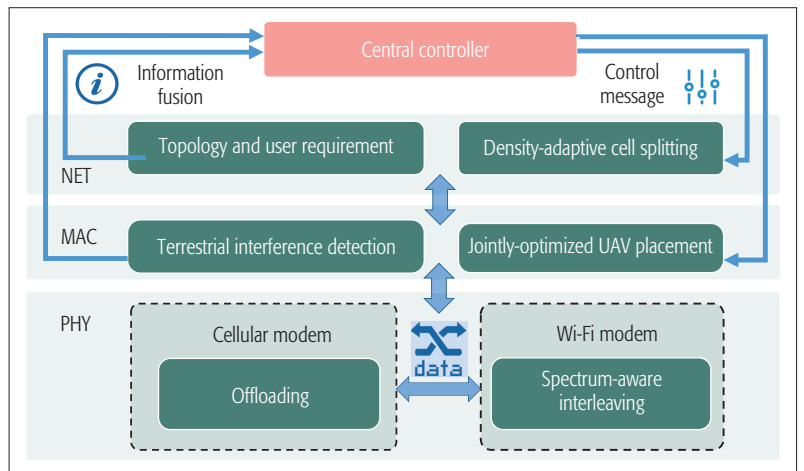 Central controller
Information
fusion
Control
message
Topology and user requirement
Density-adaptive cell splitting
NET
MAC
Terrestrial interference detection
Jointly-optimized UAV placement
PHY
Cellular modem
Wi-Fi modem
data
Offloading
Spectrum-aware
interleaving